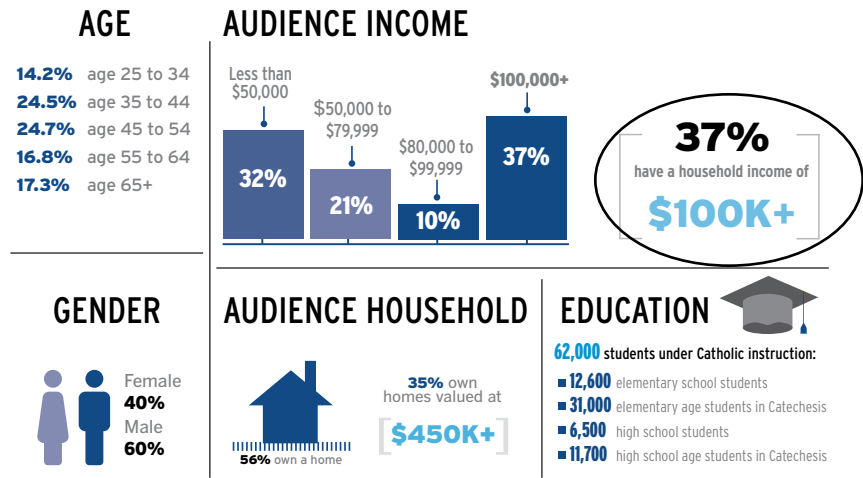 AGE
14.2% age 25 to 34
24.5% age 35 to 44
24.7% age 45 to 54
16.8% age 55 to 64
17.3% age 65+
AUDIENCE INCOME
Less than
$50,000
32%
$50,000 to
$79,999
21%
$80,000 to
$99,999
10%
$100,000+
37%
37%
have a household income of
$100K+
GENDER
Female
40%
Male
60%
AUDIENCE HOUSEHOLD
56% own a home
35% own
homes valued at
$450K+
EDUCATION
62,000 students under Catholic instruction:
12,600 elementary school students
31,000 elementary age students in Catechesis
6,500 high school students
11,700 high school age students in Catechesis